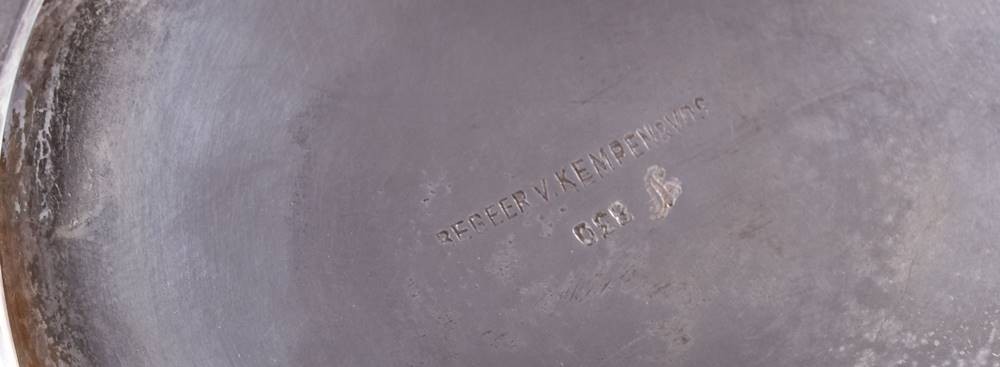 BEGEER V. KEMPEN & VOS